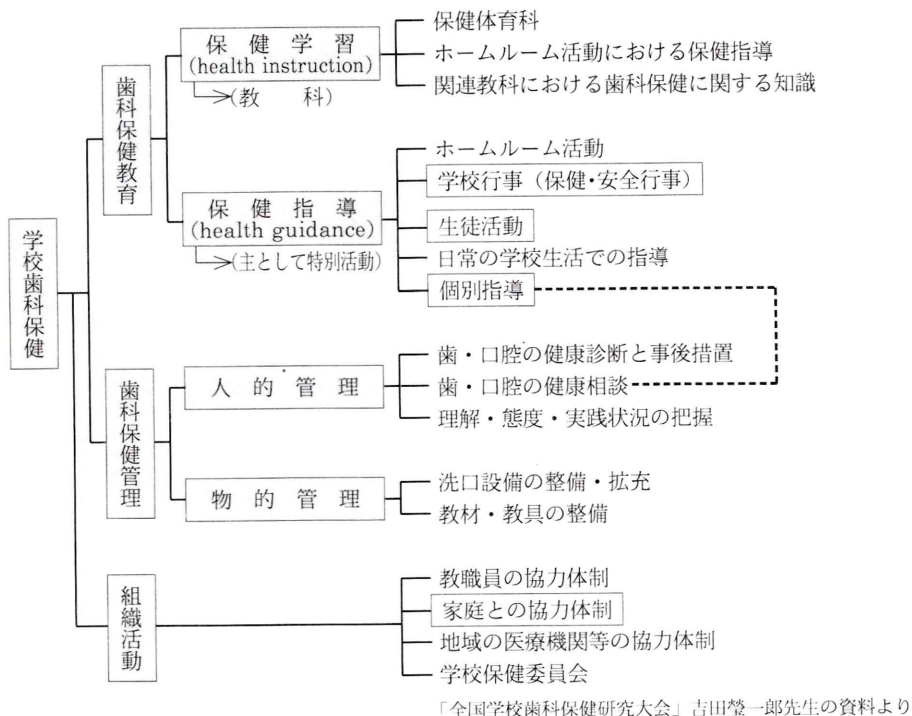 学校歯科保健
歯科保健教育
保健学習
(health instruction)
(教科)
保健体育科
ホームルーム活動における保健指導
関連教科における歯科保健に関する知識
保健指導
(health guidance)
(主として特別活動)
ホームルーム活動
学校行事(保健・安全行事)
生徒活動
日常の学校生活での指導
個別指導
歯科保健管理
人的管理
歯・口腔の健康診断と事後措置
歯・口腔の健康相談
理解・態度・実践状況の把握
物的管理
洗口設備の整備・拡充
教材・教具の整備
組織活動
教職員の協力体制
家庭との協力体制
地域の医療機関等の協力体制
学校保健委員会
「全国学校歯科保健研究大会」吉田瑩一郎先生の資料より